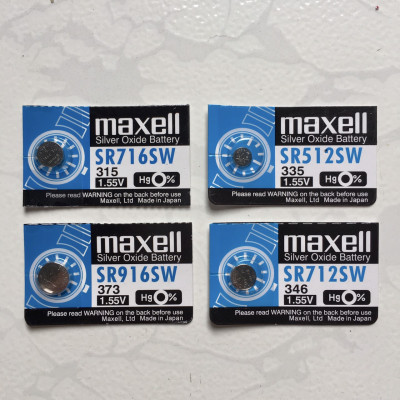 maxell
Silver Oxide Battery
SR716SW
315
1.55V
Hg0%
Please read WARNING on the back before use
Maxell, Ltd Made in Japan
maxell
Silver Oxide Battery
SR512SW
335
1.55V
Hg0%
Please read WARNING on the back before use
Maxell, Ltd Made in Japan
maxell
Silver Oxide Battery
SR916SW
373
1.55V
Hg0%
Please read WARNING on the back before use
Maxell, Ltd Made in Japan
maxell
Silver Oxide Battery
SR712SW
346
1.55V
Hg0%
Please read WARNING on the back before use
Maxell, Ltd Made in Japan